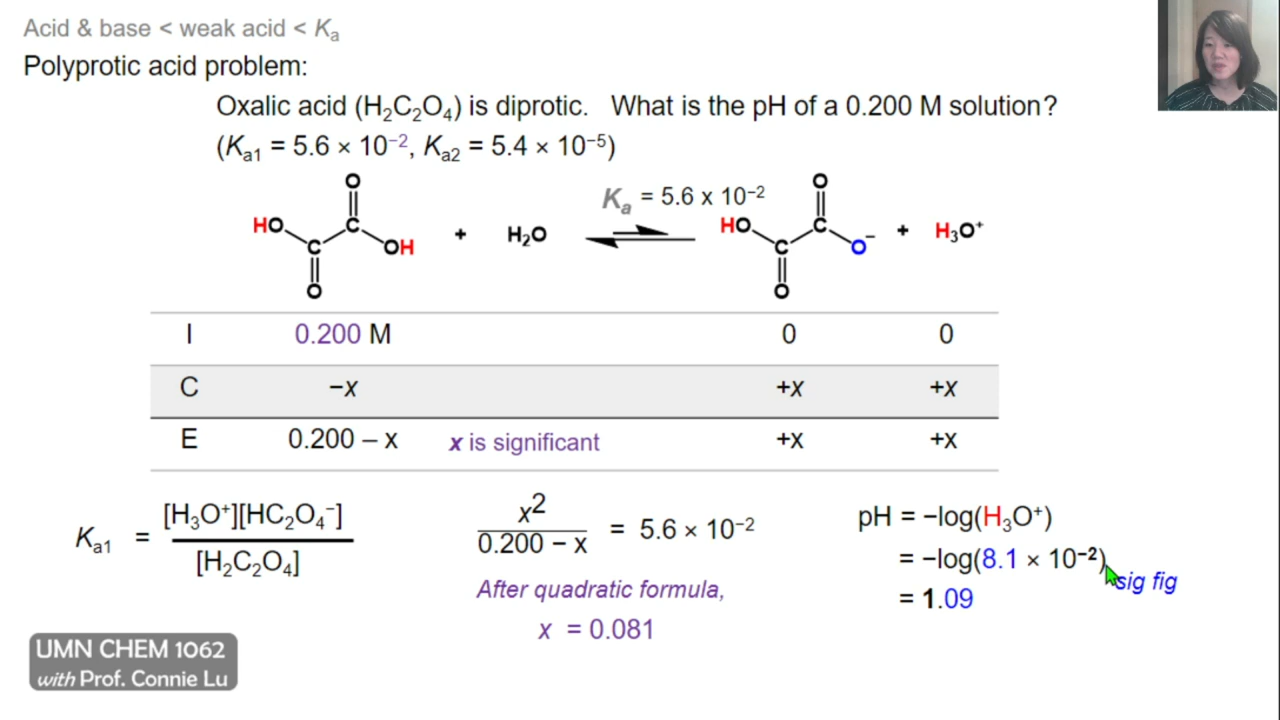 Acid & base < weak acid < Kₐ
Polyprotic acid problem:
Oxalic acid (H₂C₂O₄) is diprotic. What is the pH of a 0.200 M solution?
(Kₐ₁ = 5.6 × 10⁻², Kₐ₂ = 5.4 × 10⁻⁵)
O O
Kₐ = 5.6 x 10⁻²
HO C OH C O + H₂O HO C O⁻ C O + H₃O⁺
I 0.200 M 0 0
C −x +x +x
E 0.200 − x x is significant +x +x
Kₐ₁ = [H₃O⁺][HC₂O₄⁻] / [H₂C₂O₄]
x² / 0.200 − x = 5.6 × 10⁻²
After quadratic formula,
x = 0.081
pH = −log(H₃O⁺)
= −log(8.1 × 10⁻²)
sig fig
= 1.09
UMN CHEM 1062
with Prof. Connie Lu